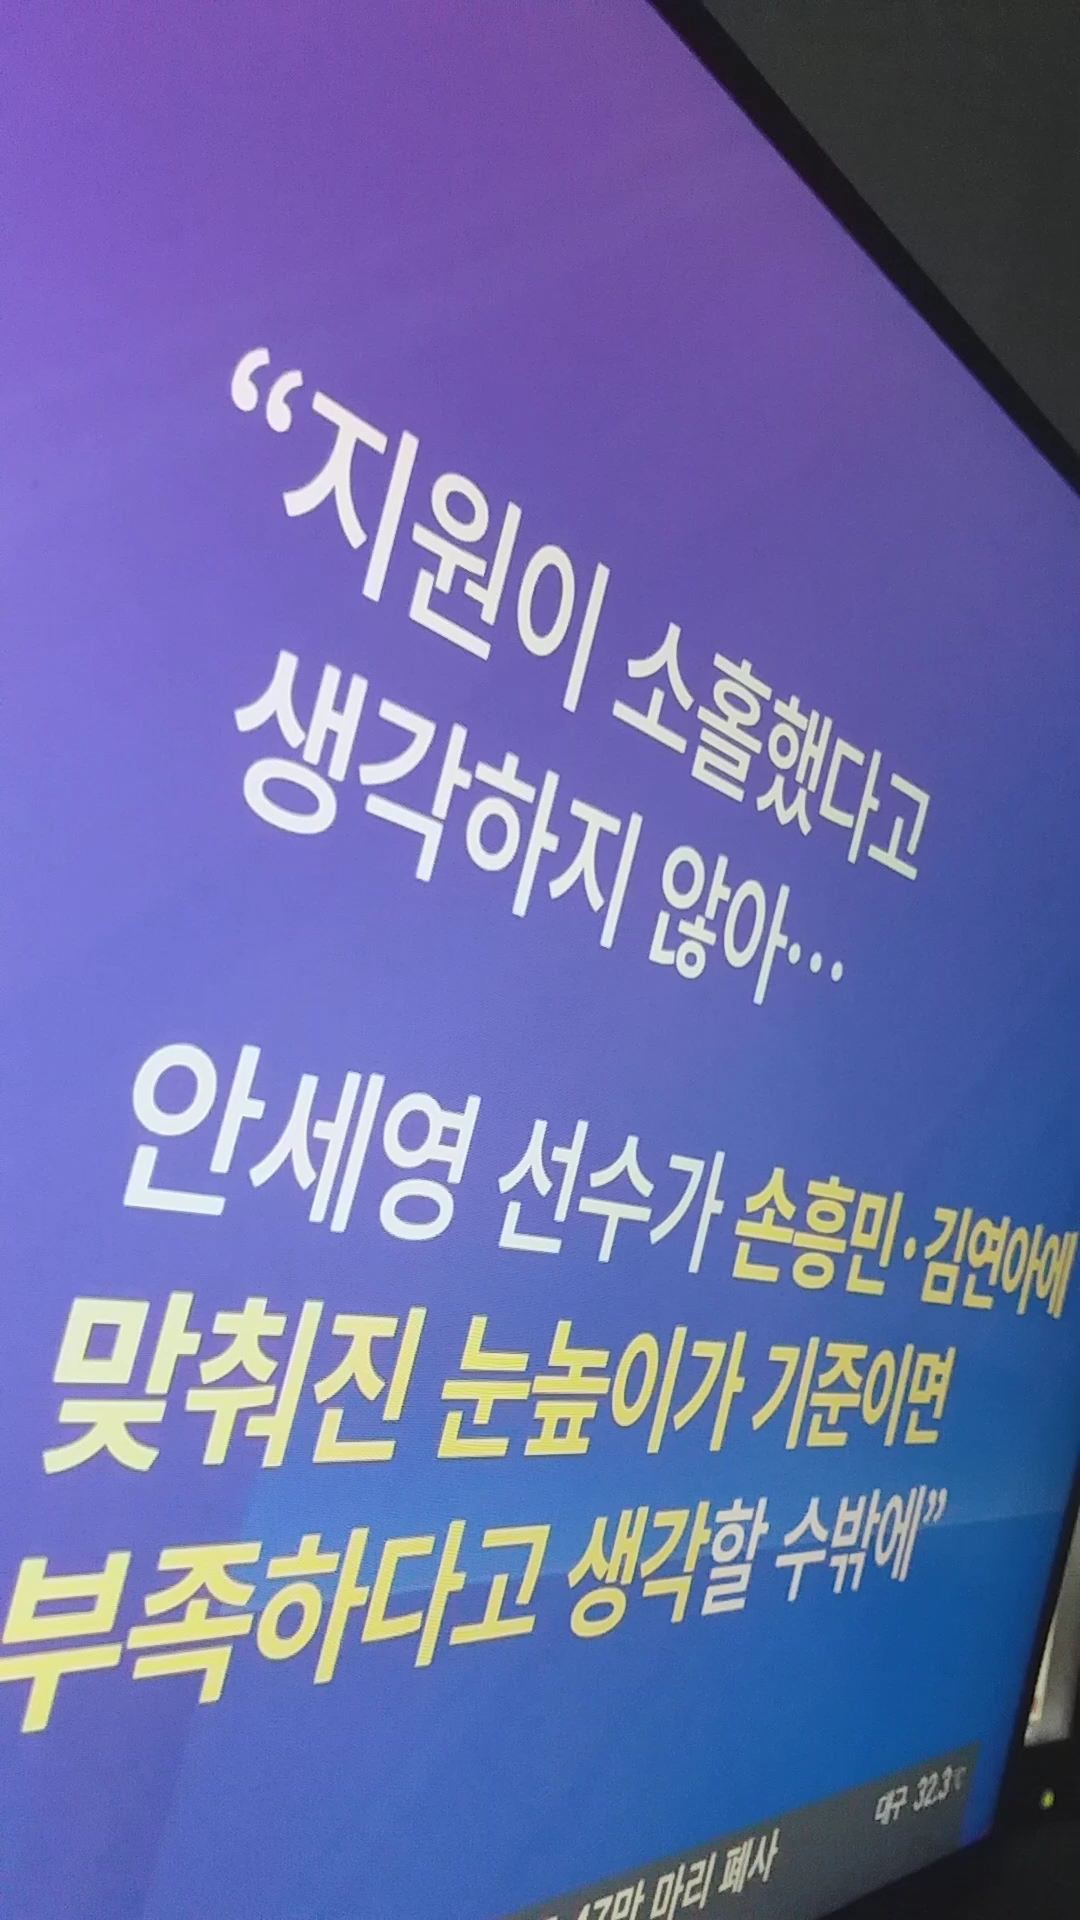 “지원이 소홀했다고
생각하지 않아…
안세영 선수가 손흥민·김연아에
맞춰진 눈높이가 기준이면
부족하다고 생각할 수밖에”
대구 32.3℃
마리 폐사